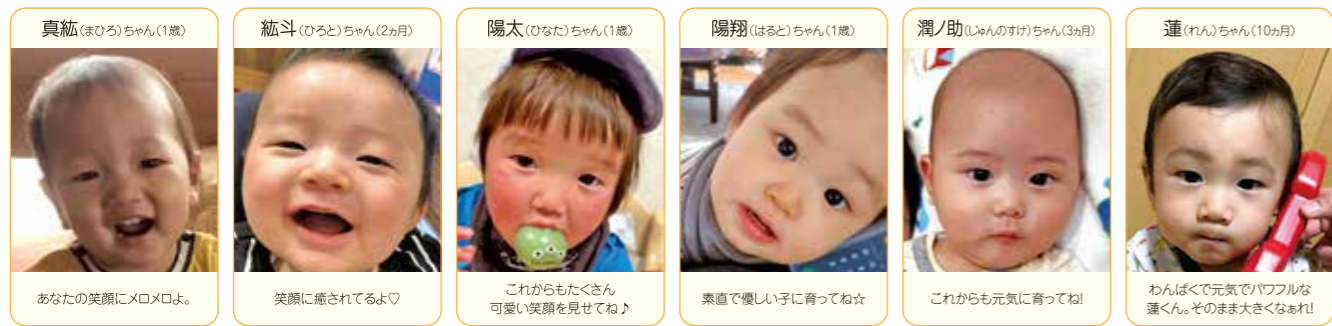 真紘(まひろ)ちゃん(1歳)
あなたの笑顔にメロメロよ。
紘斗(ひろと)ちゃん(2ヵ月)
笑顔に癒されてるよ♡
陽太(ひなた)ちゃん(1歳)
これからもたくさん
可愛い笑顔を見せてね♪
陽翔(はると)ちゃん(1歳)
素直で優しい子に育ってね☆
潤ノ助(じゅんのすけ)ちゃん(3ヵ月)
これからも元気に育ってね!
蓮(れん)ちゃん(10ヵ月)
わんぱくで元気でパワフルな
蓮くん。そのまま大きくなぁれ!